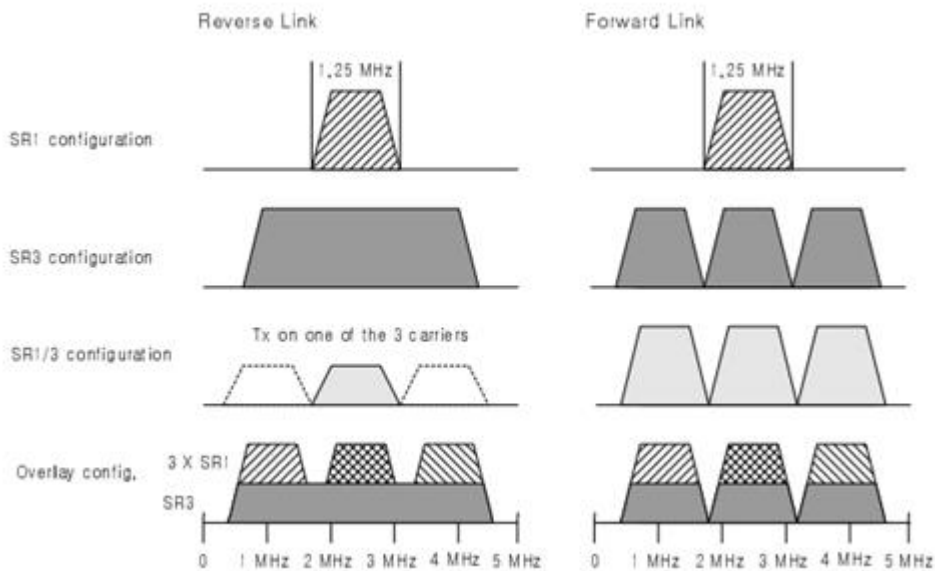 Reverse Link
Forward Link
1.25 MHz
1.25 MHz
SR1 configuration
SR3 configuration
Tx on one of the 3 carriers
SR1/3 configuration
Overlay config.
3 X SR1
SR3
0 1 MHz 2 MHz 3 MHz 4 MHz 5 MHz
0 1 MHz 2 MHz 3 MHz 4 MHz 5 MHz